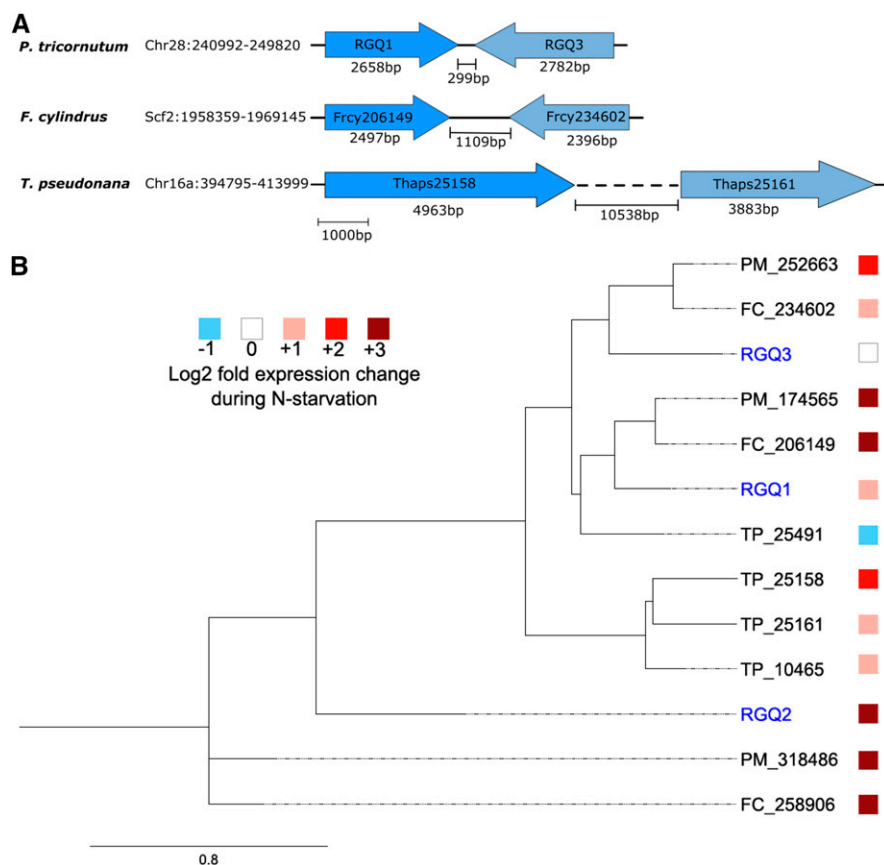 A
P. tricornutum Chr28:240992-249820 RGQ1 RGQ3
2658bp 299bp 2782bp
F. cylindrus Scf2:1958359-1969145 Frcy206149 Frcy234602
2497bp 1109bp 2396bp
T. pseudonana Chr16a:394795-413999 Thaps25158 Thaps25161
4963bp 10538bp 3883bp
1000bp
B
-1 0 +1 +2 +3
Log2 fold expression change
during N-starvation
PM_252663
FC_234602
RGQ3
PM_174565
FC_206149
RGQ1
TP_25491
TP_25158
TP_25161
TP_10465
RGQ2
PM_318486
FC_258906
0.8